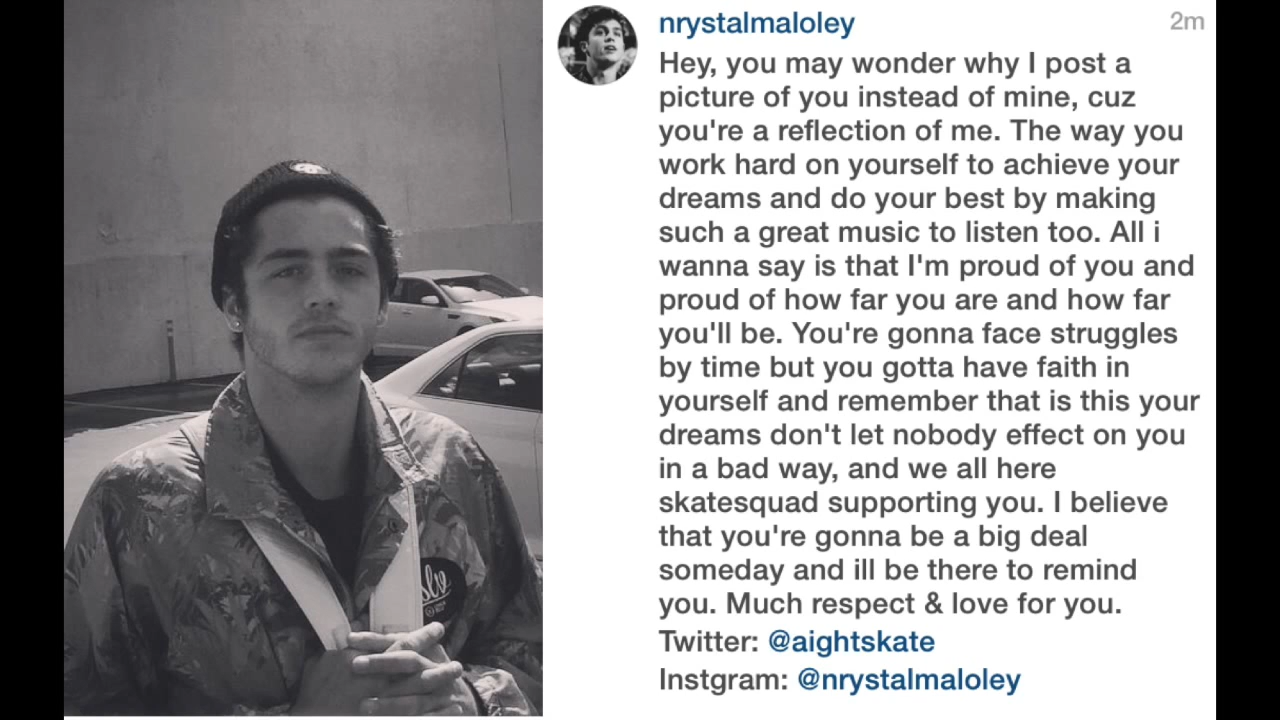 nrystalmaloley
2m
Hey, you may wonder why I post a
picture of you instead of mine, cuz
you're a reflection of me. The way you
work hard on yourself to achieve your
dreams and do your best by making
such a great music to listen too. All i
wanna say is that I'm proud of you and
proud of how far you are and how far
you'll be. You're gonna face struggles
by time but you gotta have faith in
yourself and remember that is this your
dreams don't let nobody effect on you
in a bad way, and we all here
skatesquad supporting you. I believe
that you're gonna be a big deal
someday and ill be there to remind
you. Much respect & love for you.
Twitter: @aightskate
Instgram: @nrystalmaloley